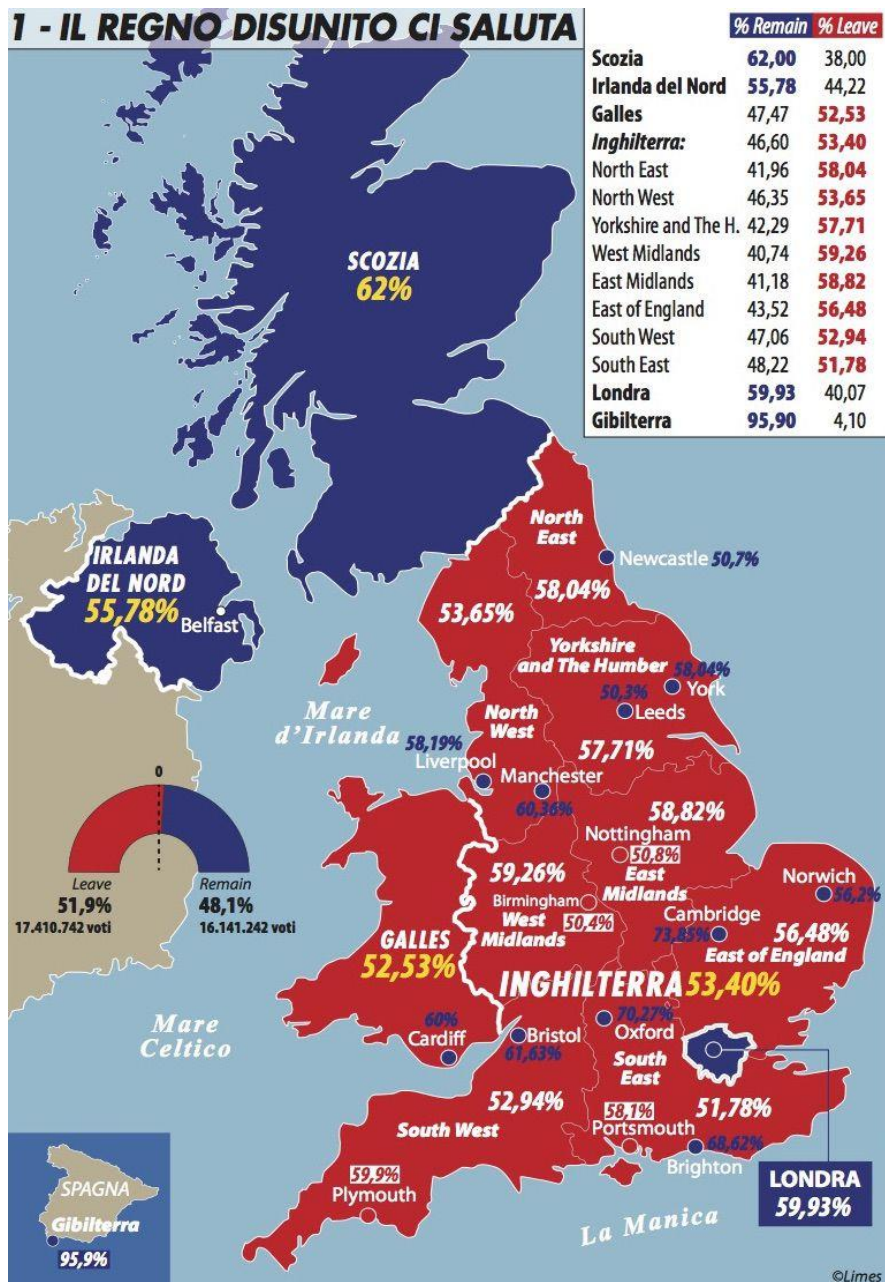 1 - IL REGNO DISUNITO CI SALUTA
% Remain % Leave
Scozia 62,00 38,00
Irlanda del Nord 55,78 44,22
Galles 47,47 52,53
Inghilterra: 46,60 53,40
North East 41,96 58,04
North West 46,35 53,65
Yorkshire and The H. 42,29 57,71
West Midlands 40,74 59,26
East Midlands 41,18 58,82
East of England 43,52 56,48
South West 47,06 52,94
South East 48,22 51,78
Londra 59,93 40,07
Gibilterra 95,90 4,10
SCOZIA
62%
North
East
58,04%
Newcastle 50,7%
IRLANDA
DEL NORD
55,78%
Belfast
53,65%
Yorkshire
and The Humber
58,04%
York
50,3%
Leeds
57,71%
Mare
d'Irlanda
North
West
58,19%
Liverpool
Manchester
60,36%
0
Leave
51,9%
17.410.742 voti
Remain
48,1%
16.141.242 voti
58,82%
Nottingham
50,8%
East
Midlands
59,26%
Birmingham
50,4%
West
Midlands
Norwich
56,2%
Cambridge
73,85%
56,48%
East of England
GALLES
52,53%
INGHILTERRA 53,40%
Mare
Celtico
60%
Cardiff
Bristol
61,63%
70,27%
Oxford
South
East
52,94%
South West
51,78%
58,1%
Portsmouth
68,62%
Brighton
59,9%
Plymouth
LONDRA
59,93%
La Manica
SPAGNA
Gibilterra
95,9%
©Limes